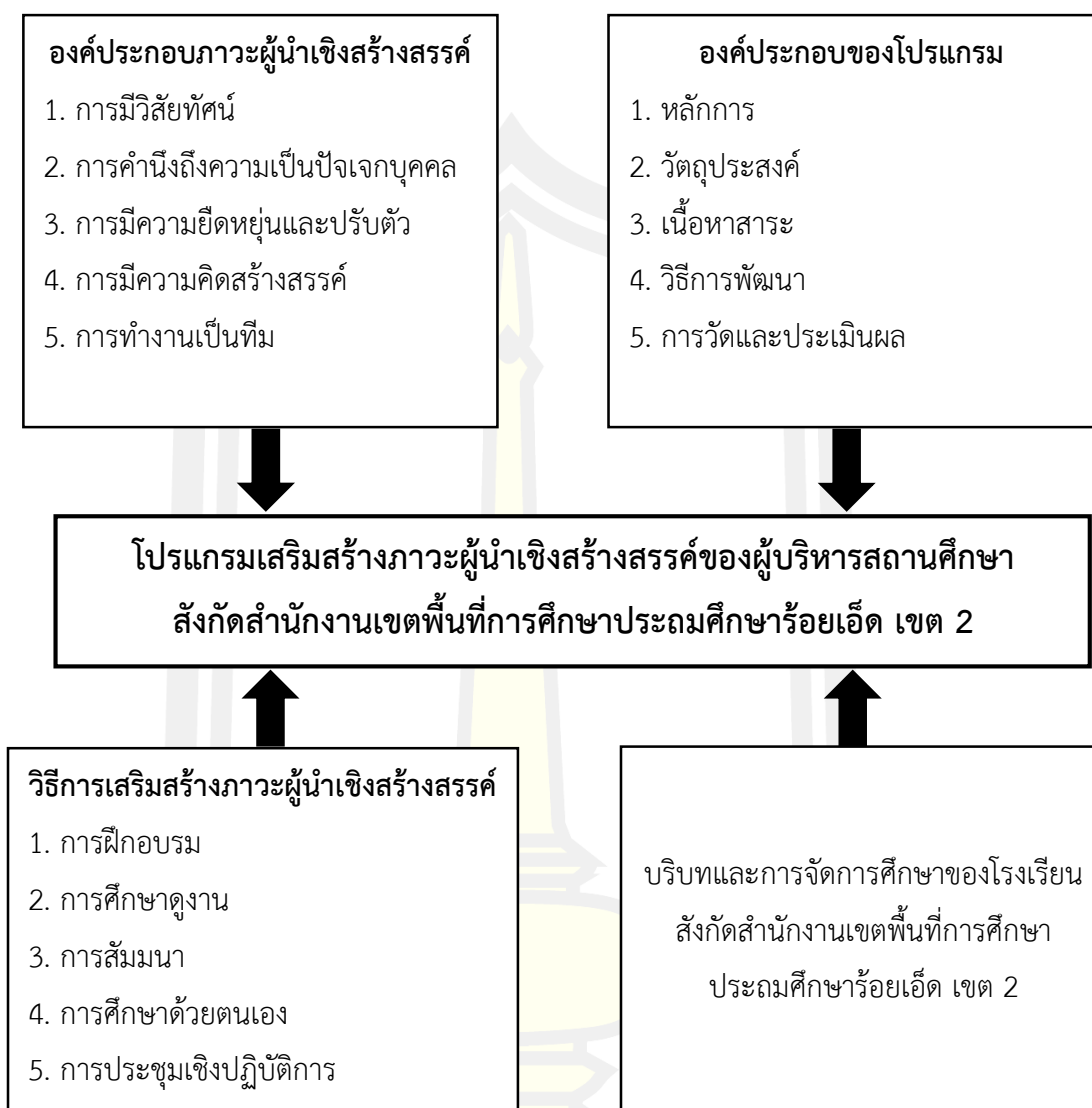 องค์ประกอบภาวะผู้นำเชิงสร้างสรรค์
1. การมีวิสัยทัศน์
2. การคำนึงถึงความเป็นปัจเจกบุคคล
3. การมีความยืดหยุ่นและปรับตัว
4. การมีความคิดสร้างสรรค์
5. การทำงานเป็นทีม
องค์ประกอบของโปรแกรม
1. หลักการ
2. วัตถุประสงค์
3. เนื้อหาสาระ
4. วิธีการพัฒนา
5. การวัดและประเมินผล
โปรแกรมเสริมสร้างภาวะผู้นำเชิงสร้างสรรค์ของผู้บริหารสถานศึกษา
สังกัดสำนักงานเขตพื้นที่การศึกษาประถมศึกษาร้อยเอ็ด เขต 2
วิธีการเสริมสร้างภาวะผู้นำเชิงสร้างสรรค์
1. การฝึกอบรม
2. การศึกษาดูงาน
3. การสัมมนา
4. การศึกษาด้วยตนเอง
5. การประชุมเชิงปฏิบัติการ
บริบทและการจัดการศึกษาของโรงเรียน
สังกัดสำนักงานเขตพื้นที่การศึกษา
ประถมศึกษาร้อยเอ็ด เขต 2